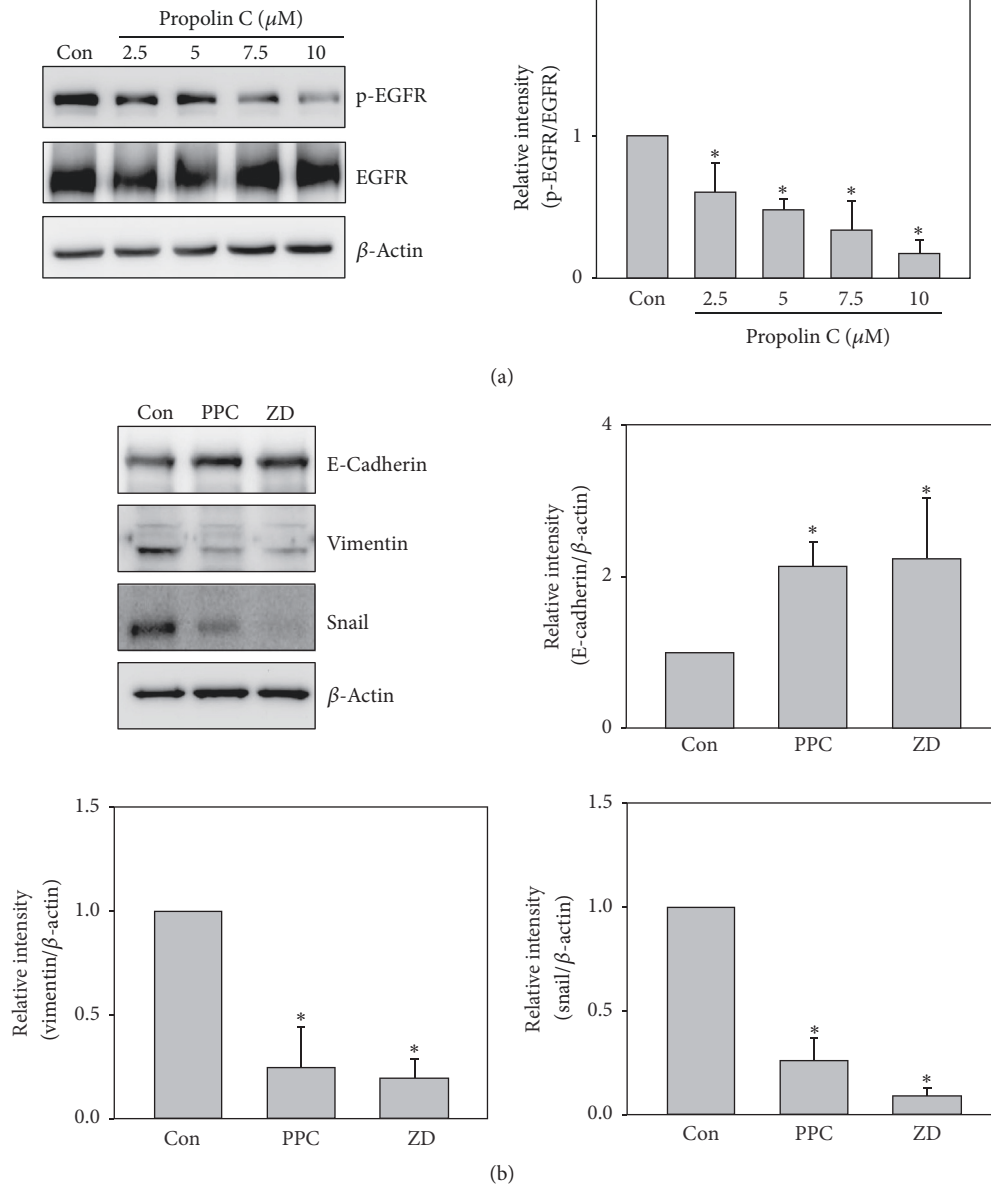 Propolin C (μM)
Con 2.5 5 7.5 10
p-EGFR
EGFR
β-Actin
Relative intensity
(p-EGFR/EGFR)
1
0
* * * *
Con 2.5 5 7.5 10
Propolin C (μM)
(a)
Con PPC ZD
E-Cadherin
Vimentin
Snail
β-Actin
Relative intensity
(E-cadherin/β-actin)
4
2
0
* *
Con PPC ZD
Relative intensity
(vimentin/β-actin)
1.5
1.0
0.5
0.0
* *
Con PPC ZD
Relative intensity
(snail/β-actin)
1.5
1.0
0.5
0.0
* *
Con PPC ZD
(b)